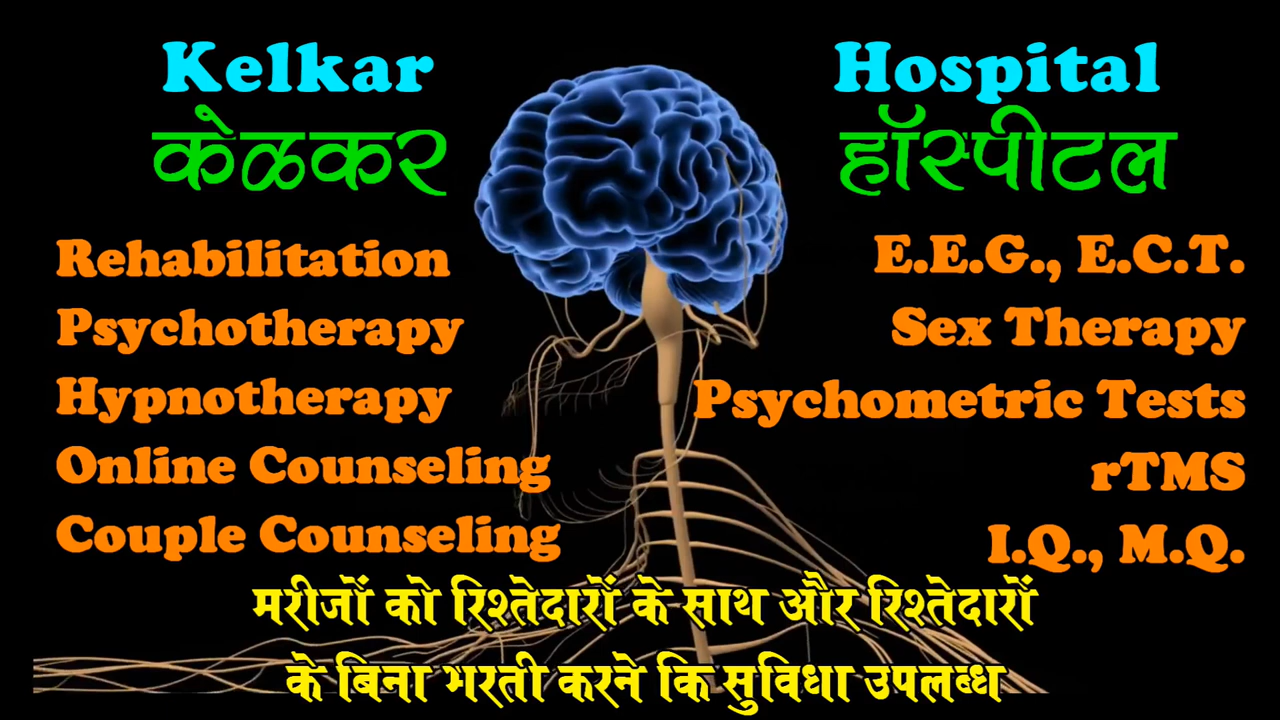 Kelkar Hospital
केळकर हॉस्पीटल
Rehabilitation
Psychotherapy
Hypnotherapy
Online Counseling
Couple Counseling
E.E.G., E.C.T.
Sex Therapy
Psychometric Tests
rTMS
I.Q., M.Q.
मरीजों को रिश्तेदारों के साथ और रिश्तेदारों
के बिना भरती करने कि सुविधा उपलब्ध